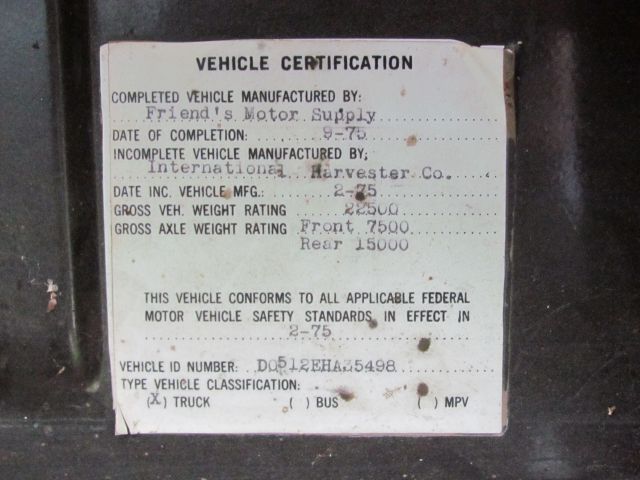 VEHICLE CERTIFICATION
COMPLETED VEHICLE MANUFACTURED BY:
Friend's Motor Supply
DATE OF COMPLETION: 9-75
INCOMPLETE VEHICLE MANUFACTURED BY;
International Harvester Co.
DATE INC. VEHICLE MFG.: 2-75
GROSS VEH. WEIGHT RATING 22500
GROSS AXLE WEIGHT RATING Front 7500
Rear 15000
THIS VEHICLE CONFORMS TO ALL APPLICABLE FEDERAL
MOTOR VEHICLE SAFETY STANDARDS IN EFFECT IN
2-75
VEHICLE ID NUMBER: D0512EHA35498
TYPE VEHICLE CLASSIFICATION:
(X) TRUCK ( ) BUS ( ) MPV